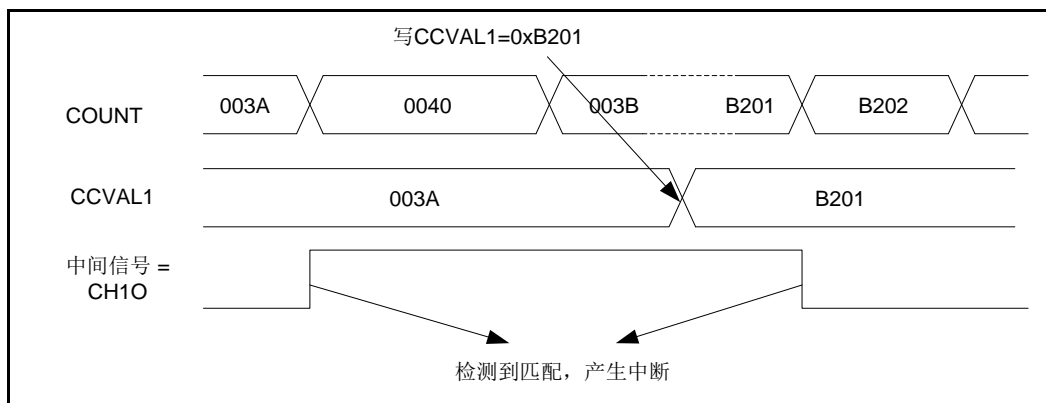 写CCVAL1=0xB201
COUNT
003A
0040
003B
B201
B202
CCVAL1
003A
B201
中间信号 =
CH1O
检测到匹配，产生中断